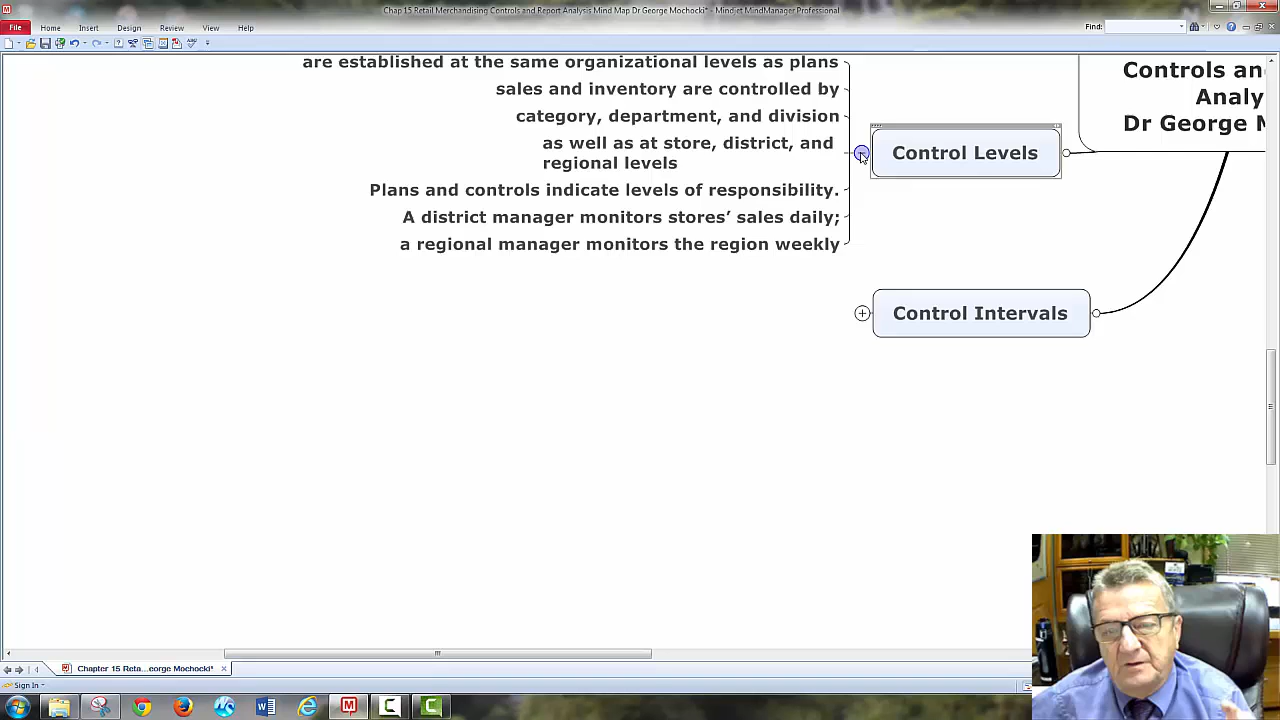 Chap 15 Retail Merchandising Controls and Report Analysis Mind Map Dr George Mochocki* - Mindjet MindManager Professional
File Home Insert Design Review View Help Find:
are established at the same organizational levels as plans
sales and inventory are controlled by
category, department, and division
as well as at store, district, and
regional levels
Plans and controls indicate levels of responsibility.
A district manager monitors stores’ sales daily;
a regional manager monitors the region weekly
Control Levels
Controls an
Analy
Dr George M
Control Intervals
Chapter 15 Reta...eorge Mochocki*
Sign In